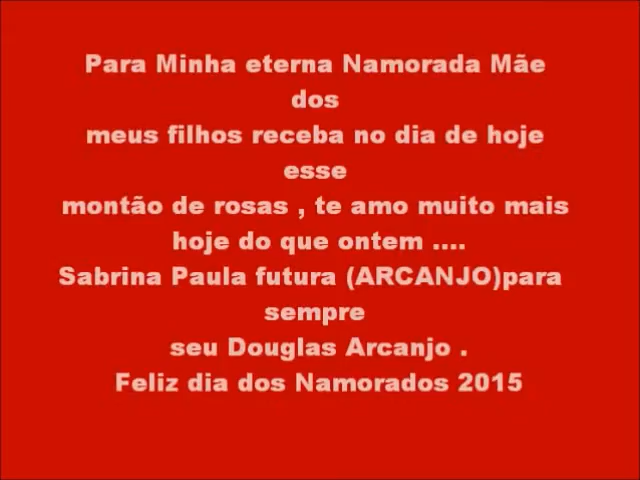 Para Minha eterna Namorada Mãe
dos
meus filhos receba no dia de hoje
esse
montão de rosas , te amo muito mais
hoje do que ontem ....
Sabrina Paula futura (ARCANJO)para
sempre
seu Douglas Arcanjo .
Feliz dia dos Namorados 2015